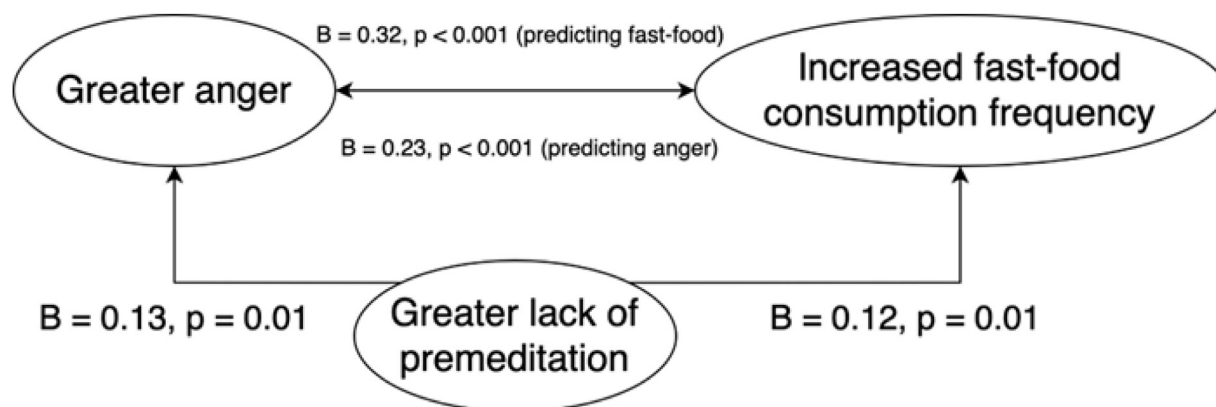 B = 0.32, p < 0.001 (predicting fast-food)
Greater anger
Increased fast-food
consumption frequency
B = 0.23, p < 0.001 (predicting anger)
B = 0.13, p = 0.01
Greater lack of
premeditation
B = 0.12, p = 0.01